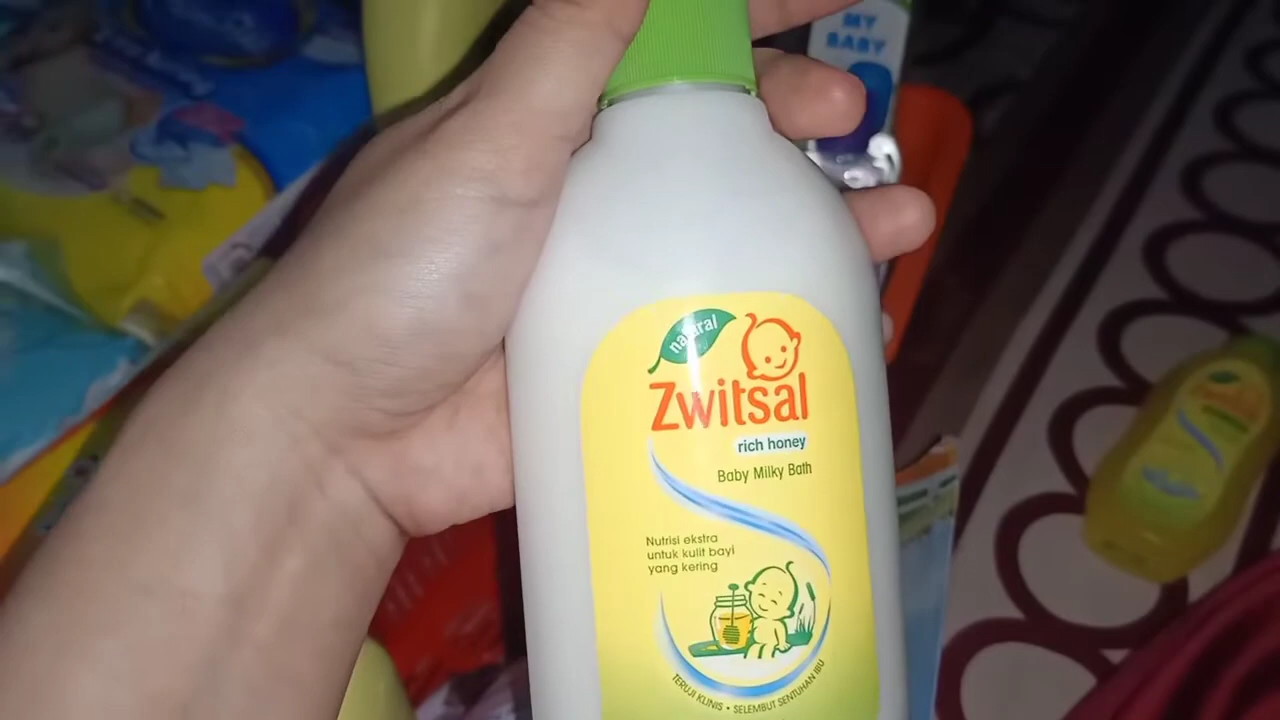 MY
BABY
natural
Zwitsal
rich honey
Baby Milky Bath
Nutrisi ekstra
untuk kulit bayi
yang kering
TERUJI KLINIS • SELEMBUT SENTUHAN IBU